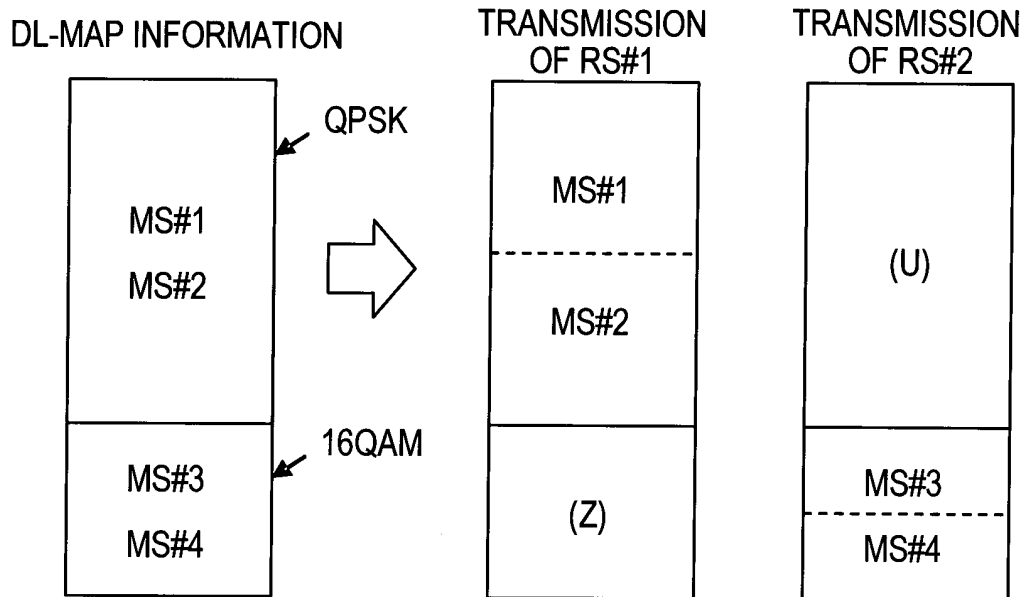 DL-MAP INFORMATION
QPSK
MS#1
MS#2
16QAM
MS#3
MS#4
TRANSMISSION
OF RS#1
MS#1
MS#2
(Z)
TRANSMISSION
OF RS#2
(U)
MS#3
MS#4